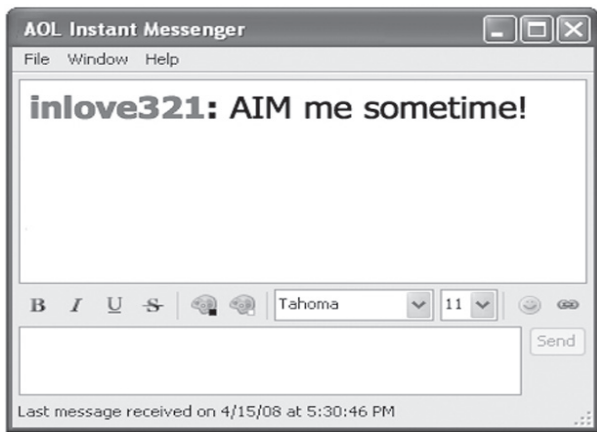 AOL Instant Messenger
File Window Help
inlove321: AIM me sometime!
B I U S Tahoma 11
Send
Last message received on 4/15/08 at 5:30:46 PM